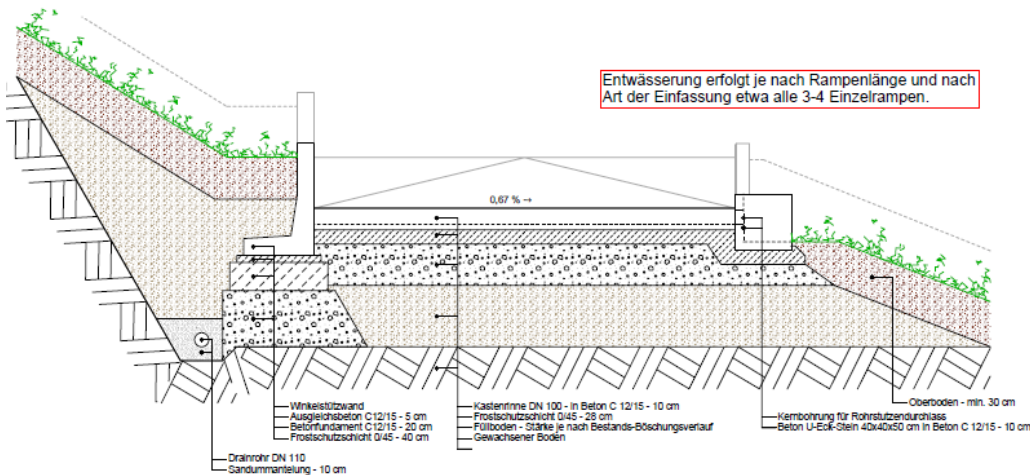 Entwässerung erfolgt je nach Rampenlänge und nach
Art der Einfassung etwa alle 3-4 Einzelrampen.
0,67 % →
Winkelstützwand
Ausgleichsbeton C12/15 - 5 cm
Betonfundament C12/15 - 20 cm
Frostschutzschicht 0/45 - 40 cm
Drainrohr DN 110
Sandummantelung - 10 cm
Kastenrinne DN 100 - in Beton C 12/15 - 10 cm
Frostschutzschicht 0/45 - 28 cm
Füllboden - Stärke je nach Bestands-Böschungsverlauf
Gewachsener Boden
Oberboden - min. 30 cm
Kernbohrung für Rohrstutzendurchlass
Beton U-Eck-Stein 40x40x50 cm in Beton C 12/15 - 10 cm